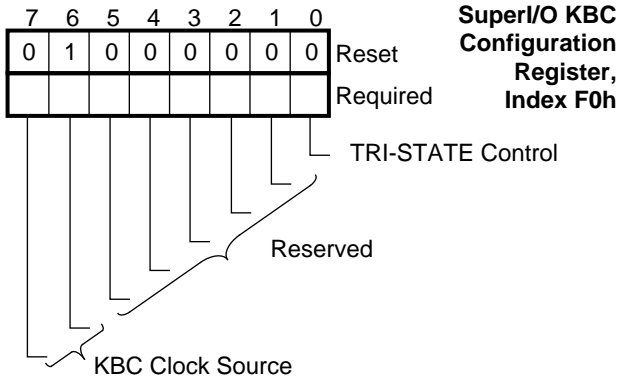 7 6 5 4 3 2 1 0
SuperI/O KBC
Configuration
Register,
Index F0h
0 1 0 0 0 0 0 0 Reset
Required
TRI-STATE Control
Reserved
KBC Clock Source